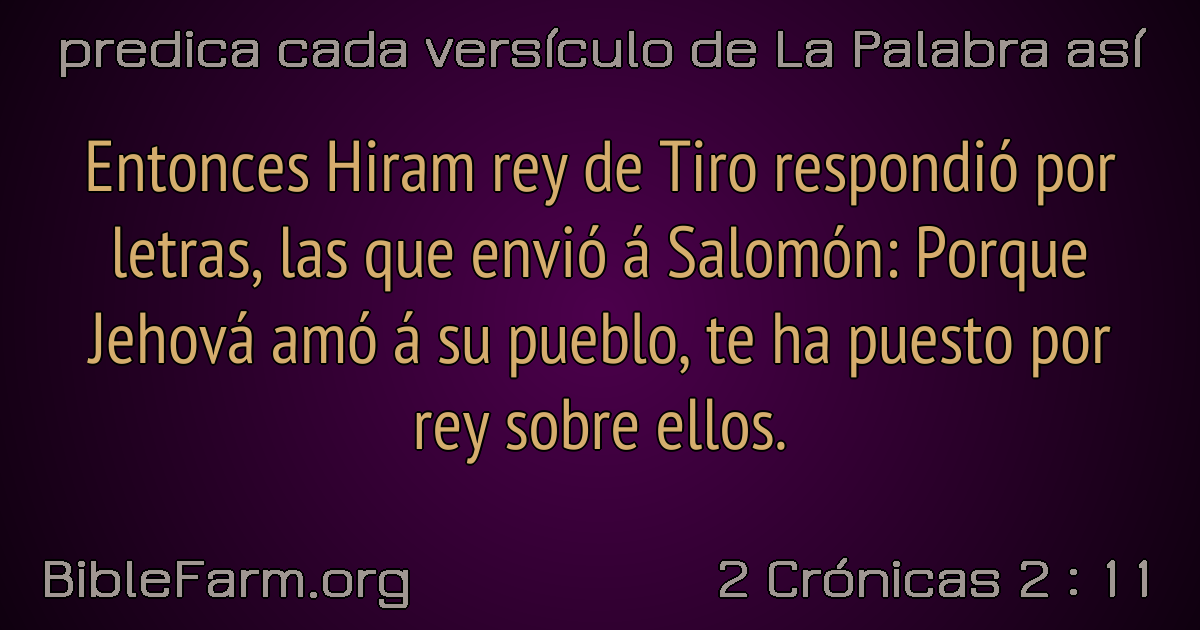 predica cada versículo de La Palabra así
Entonces Hiram rey de Tiro respondió por
letras, las que envió á Salomón: Porque
Jehová amó á su pueblo, te ha puesto por
rey sobre ellos.
BibleFarm.org
2 Crónicas 2 : 11